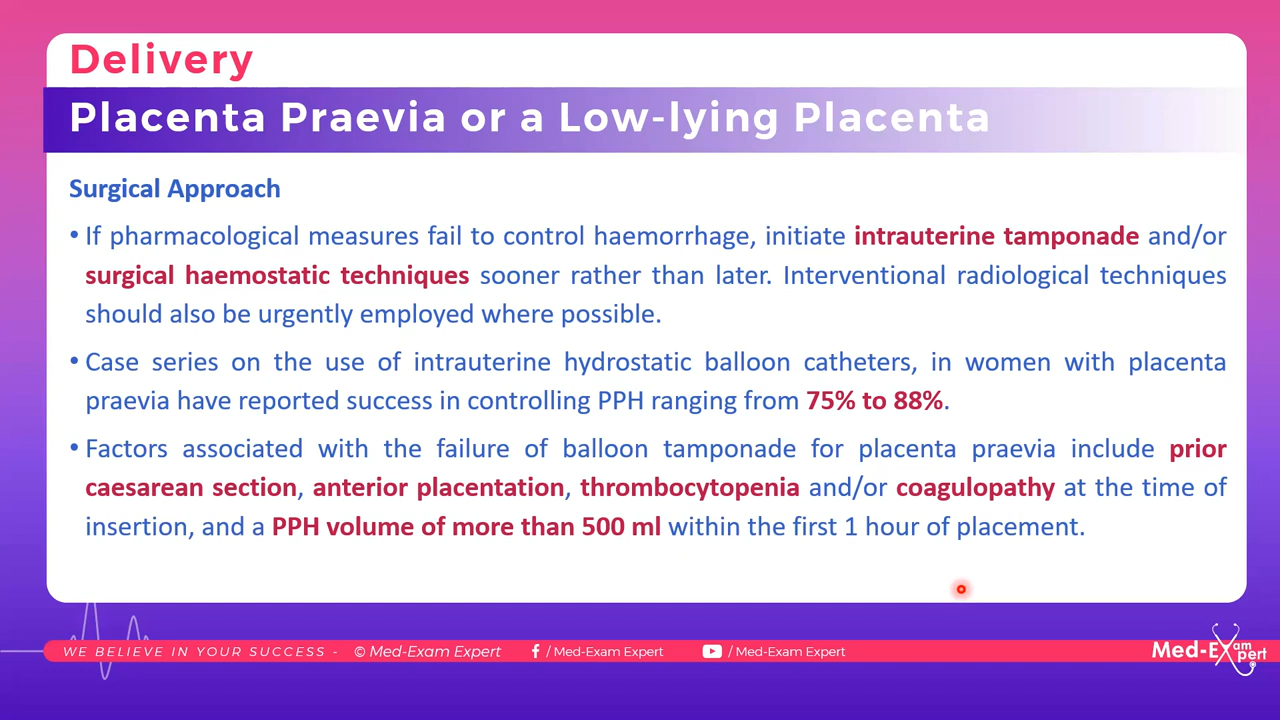 Delivery
Placenta Praevia or a Low-lying Placenta
Surgical Approach
• If pharmacological measures fail to control haemorrhage, initiate intrauterine tamponade and/or
surgical haemostatic techniques sooner rather than later. Interventional radiological techniques
should also be urgently employed where possible.
• Case series on the use of intrauterine hydrostatic balloon catheters, in women with placenta
praevia have reported success in controlling PPH ranging from 75% to 88%.
• Factors associated with the failure of balloon tamponade for placenta praevia include prior
caesarean section, anterior placentation, thrombocytopenia and/or coagulopathy at the time of
insertion, and a PPH volume of more than 500 ml within the first 1 hour of placement.
WE BELIEVE IN YOUR SUCCESS - © Med-Exam Expert f / Med-Exam Expert / Med-Exam Expert
Med-Exam Expert